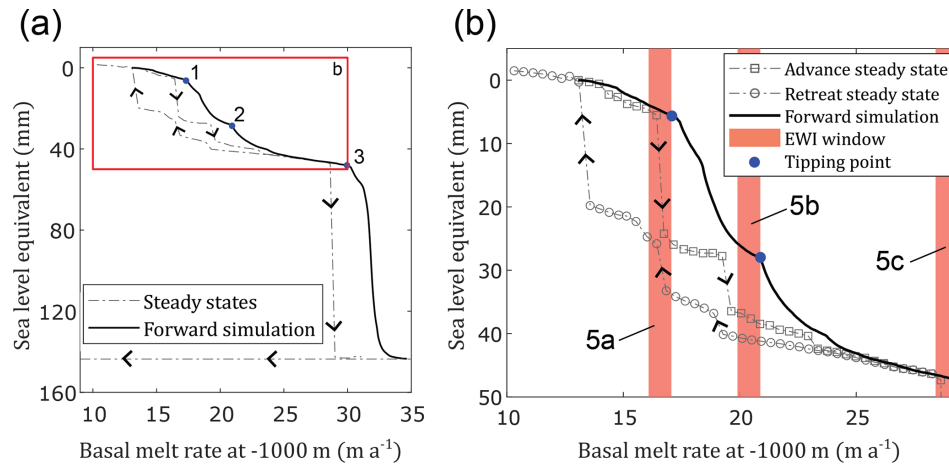 (a)
0
40
80
120
160
Sea level equivalent (mm)
1
2
3
b
Steady states
Forward simulation
10 15 20 25 30 35
Basal melt rate at -1000 m (m a⁻¹)
(b)
0
10
20
30
40
50
Sea level equivalent (mm)
Advance steady state
Retreat steady state
Forward simulation
EWI window
Tipping point
5a
5b
5c
10 15 20 25
Basal melt rate at -1000 m (m a⁻¹)